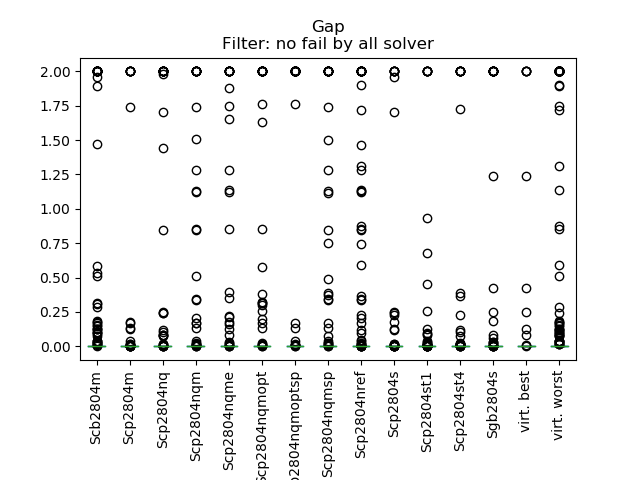 Gap
Filter: no fail by all solver
2.00
1.75
1.50
1.25
1.00
0.75
0.50
0.25
0.00
Scb2804m
Scp2804m
Scp2804nq
Scp2804nqm
Scp2804nqme
Scp2804nqmopt
p2804nqmoptsp
Scp2804nqmsp
Scp2804nref
Scp2804s
Scp2804st1
Scp2804st4
Sgb2804s
virt. best
virt. worst